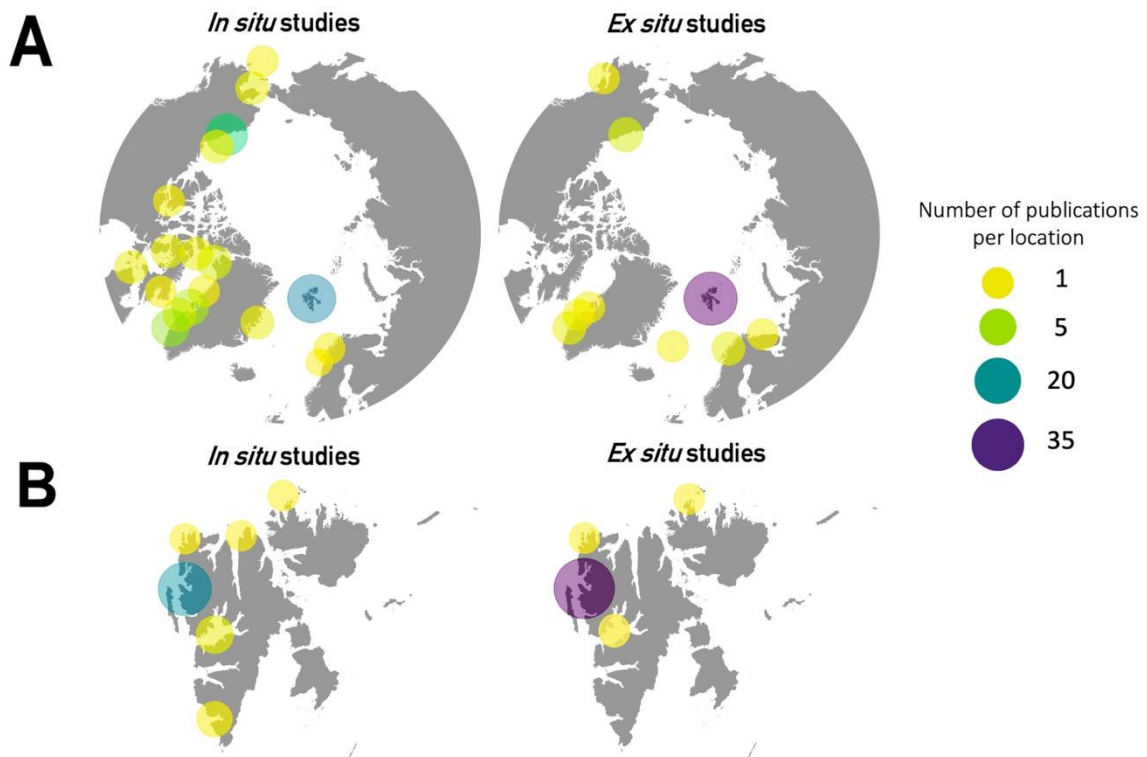 A
In situ studies
Ex situ studies
Number of publications
per location
1
5
20
35
B
In situ studies
Ex situ studies